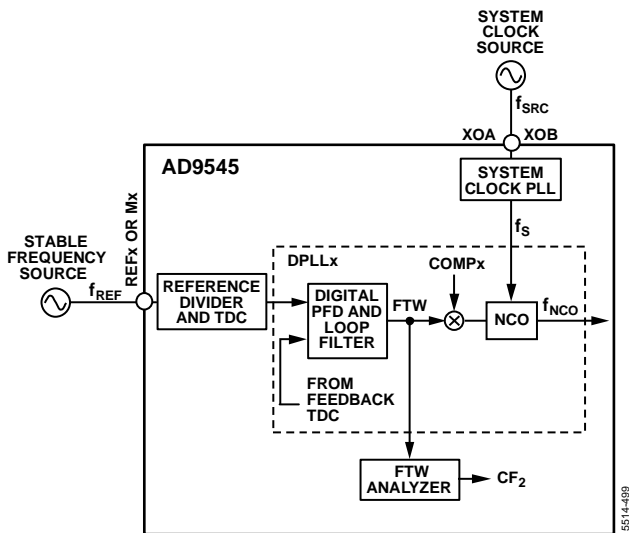 SYSTEM
CLOCK
SOURCE
fSRC
XOA XOB
AD9545
SYSTEM
CLOCK PLL
REFx OR Mx
STABLE
FREQUENCY
SOURCE
fREF
fS
DPLLx
COMPx
REFERENCE
DIVIDER
AND TDC
DIGITAL
PFD AND
LOOP
FILTER
FTW
NCO
fNCO
FROM
FEEDBACK
TDC
FTW
ANALYZER
CF2
5514-499